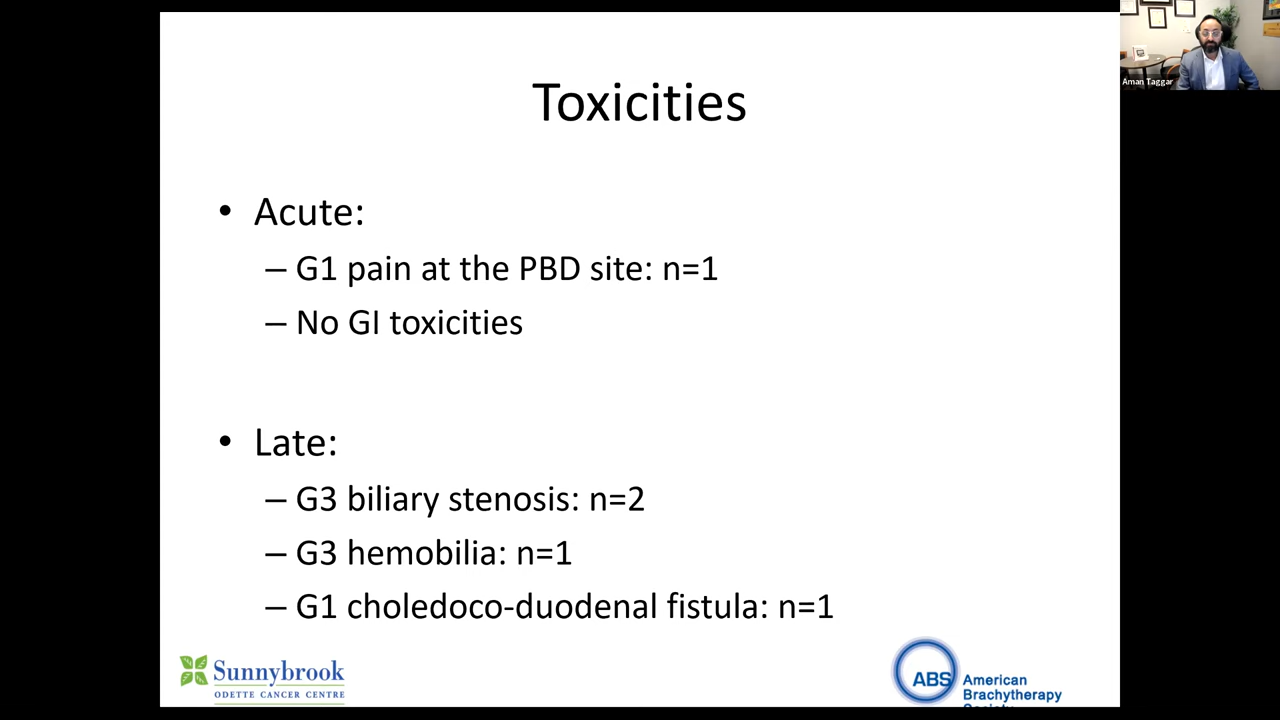 Toxicities
Aman Taggar
• Acute:
– G1 pain at the PBD site: n=1
– No GI toxicities
• Late:
– G3 biliary stenosis: n=2
– G3 hemobilia: n=1
– G1 choledoco-duodenal fistula: n=1
Sunnybrook
ODETTE CANCER CENTRE
ABS
American
Brachytherapy
Society